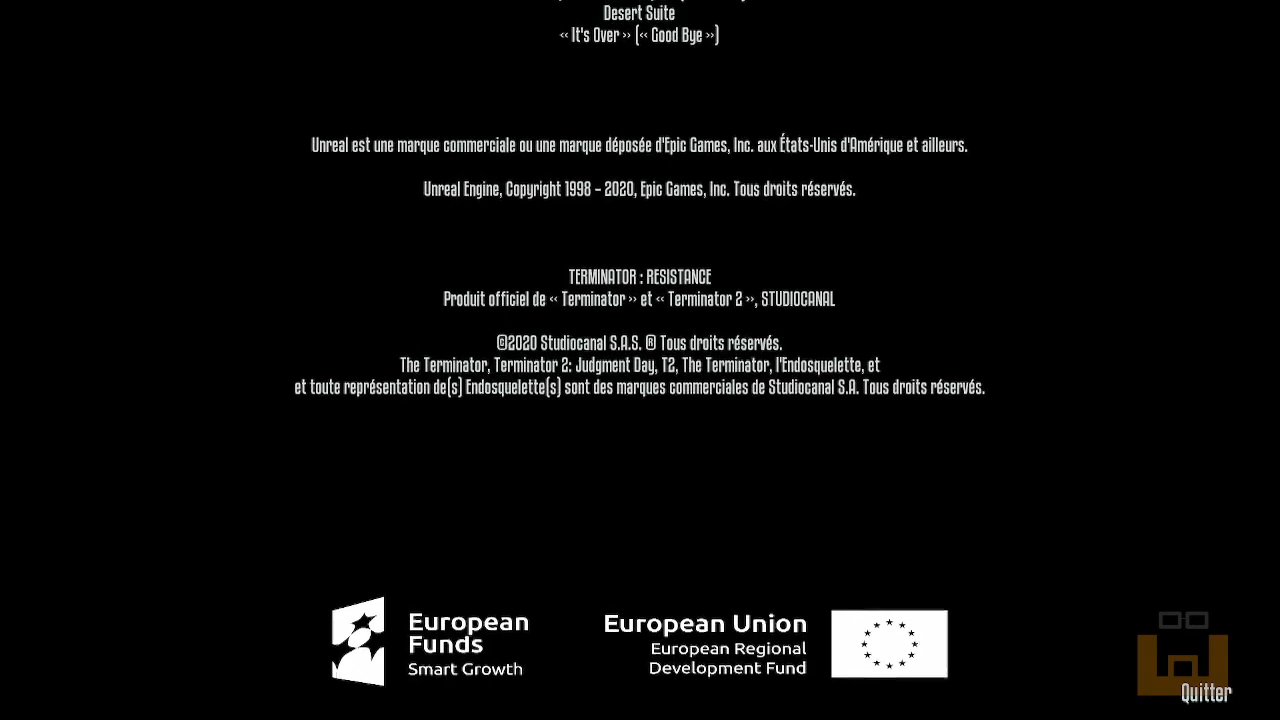 Desert Suite
‹‹ It's Over ›› (‹‹ Good Bye ››)
Unreal est une marque commerciale ou une marque déposée d'Epic Games, Inc. aux États-Unis d'Amérique et ailleurs.
Unreal Engine, Copyright 1998 – 2020, Epic Games, Inc. Tous droits réservés.
TERMINATOR : RESISTANCE
Produit officiel de ‹‹ Terminator ›› et ‹‹ Terminator 2 ››, STUDIOCANAL
©2020 Studiocanal S.A.S. ® Tous droits réservés.
The Terminator, Terminator 2: Judgment Day, T2, The Terminator, l'Endosquelette, et
et toute représentation de(s) Endosquelette(s) sont des marques commerciales de Studiocanal S.A. Tous droits réservés.
European
Funds
Smart Growth
European Union
European Regional
Development Fund
Quitter